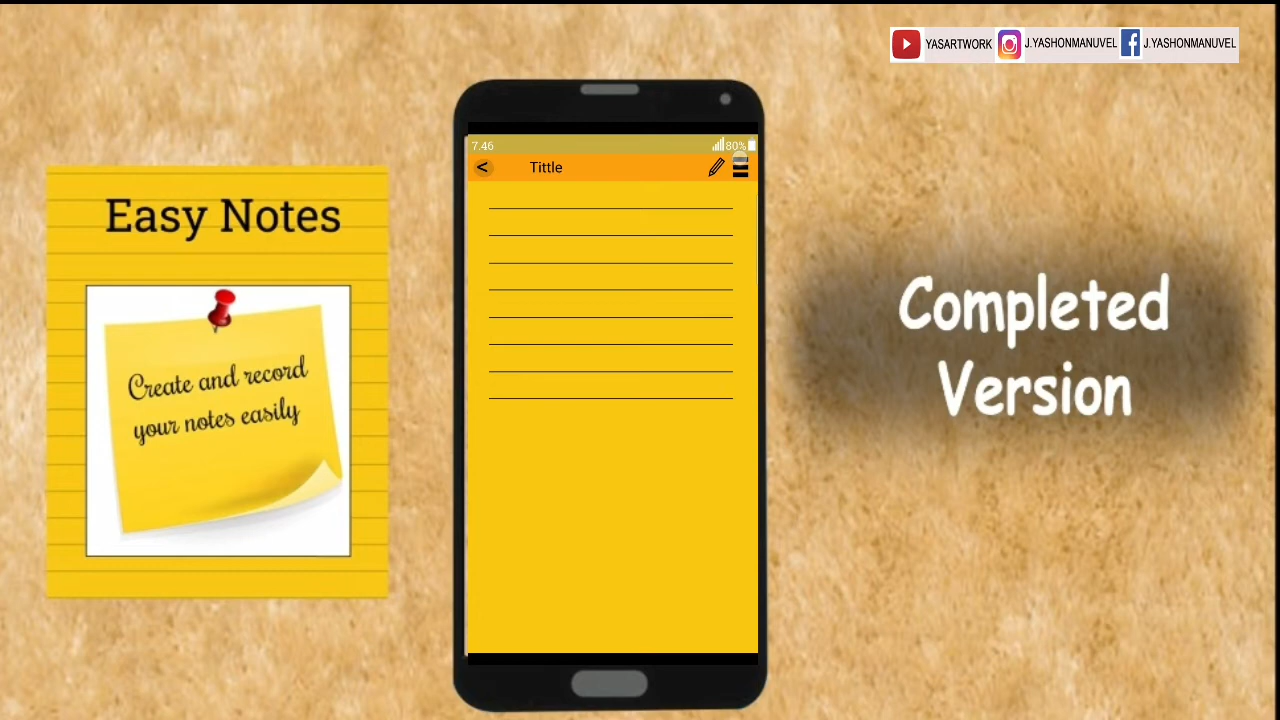 YASARTWORK J.YASHONMANUVEL J.YASHONMANUVEL
Easy Notes
Create and record
your notes easily
7.46 80%
< Tittle
Completed
Version